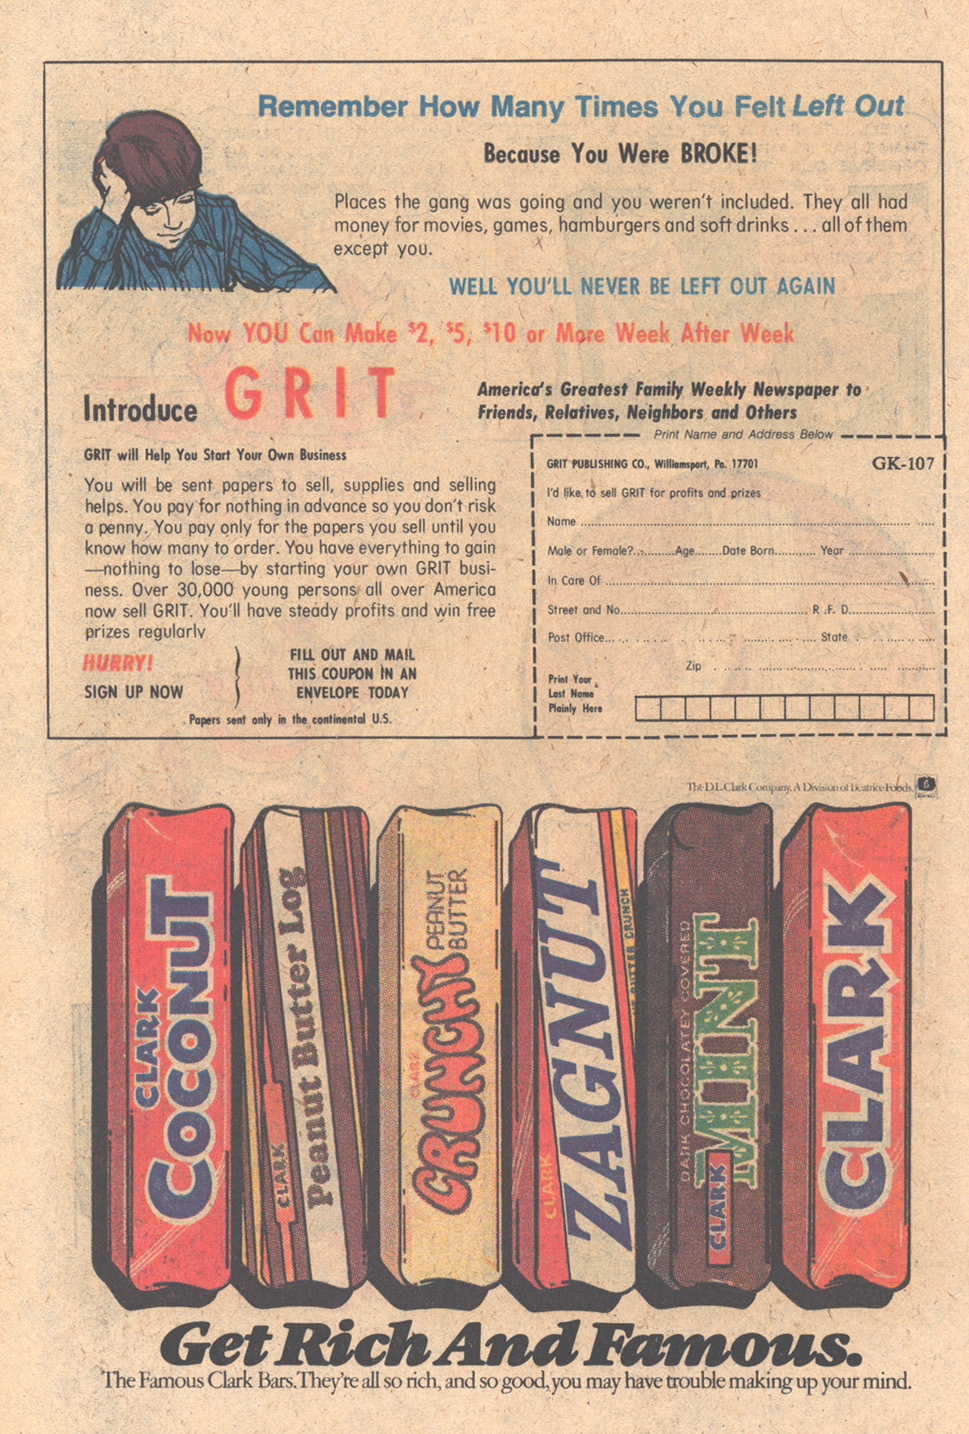 Remember How Many Times You Felt Left Out
Because You Were BROKE!
Places the gang was going and you weren't included. They all had
money for movies, games, hamburgers and soft drinks . . . all of them
except you.
WELL YOU'LL NEVER BE LEFT OUT AGAIN
Now YOU Can Make $2, $5, $10 or More Week After Week
Introduce GRIT
America's Greatest Family Weekly Newspaper to
Friends, Relatives, Neighbors and Others
GRIT will Help You Start Your Own Business
You will be sent papers to sell, supplies and selling
helps. You pay for nothing in advance so you don't risk
a penny. You pay only for the papers you sell until you
know how many to order. You have everything to gain
—nothing to lose—by starting your own GRIT busi-
ness. Over 30,000 young persons all over America
now sell GRIT. You'll have steady profits and win free
prizes regularly
HURRY!
SIGN UP NOW
FILL OUT AND MAIL
THIS COUPON IN AN
ENVELOPE TODAY
Papers sent only in the continental U.S.
Print Name and Address Below
GRIT PUBLISHING CO., Williamsport, Pa. 17701 GK-107
I'd like to sell GRIT for profits and prizes
Name
Male or Female? Age Date Born Year
In Care Of
Street and No. R.F.D.
Post Office State
Zip
Print Your
Last Name
Plainly Here
The D.L. Clark Company, A Division of Beatrice Foods.
CLARK
COCONUT
CLARK
Peanut Butter Log
CLARK
CRUNCHY
PEANUT
BUTTER
CLARK
ZAGNUT
BUTTER CRUNCH
DARK CHOCOLATEY COVERED
MINT
CLARK
CLARK
Get Rich And Famous.
The Famous Clark Bars. They're all so rich, and so good, you may have trouble making up your mind.